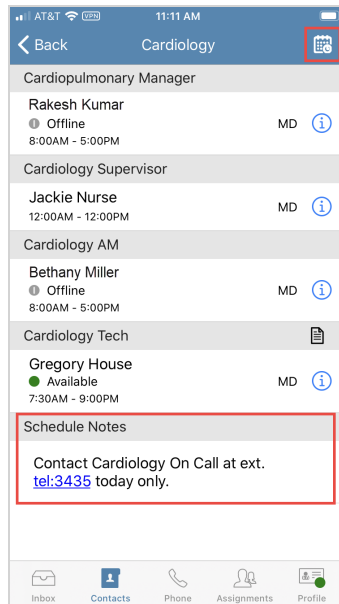 AT&T VPN 11:11 AM
Back Cardiology
Cardiopulmonary Manager
Rakesh Kumar
Offline MD
8:00AM - 5:00PM
Cardiology Supervisor
Jackie Nurse
MD
12:00AM - 12:00PM
Cardiology AM
Bethany Miller
Offline MD
8:00AM - 5:00PM
Cardiology Tech
Gregory House
Available MD
7:30AM - 9:00PM
Schedule Notes
Contact Cardiology On Call at ext.
tel:3435 today only.
Inbox Contacts Phone Assignments Profile